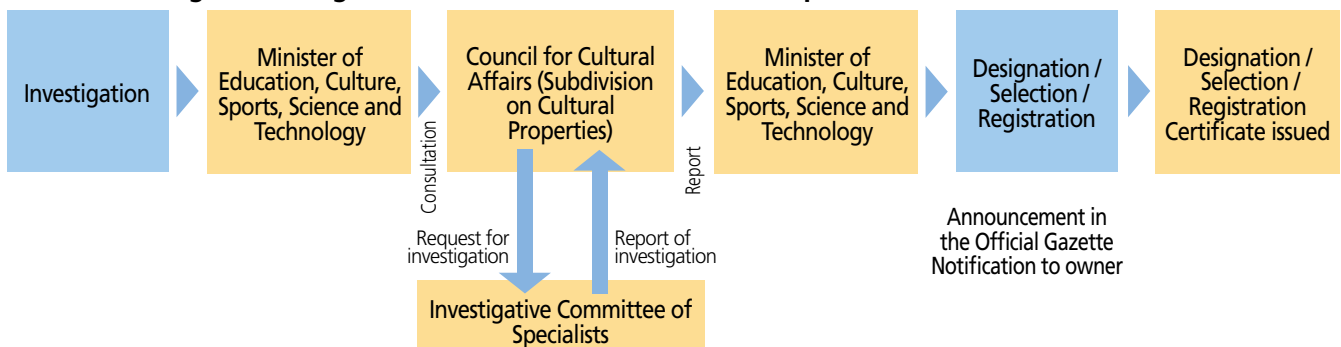 Investigation
Minister of
Education, Culture,
Sports, Science and
Technology
Consultation
Council for Cultural
Affairs (Subdivision
on Cultural
Properties)
Request for
investigation
Report of
investigation
Investigative Committee of
Specialists
Report
Minister of
Education, Culture,
Sports, Science and
Technology
Designation /
Selection /
Registration
Announcement in
the Official Gazette
Notification to owner
Designation /
Selection /
Registration
Certificate issued